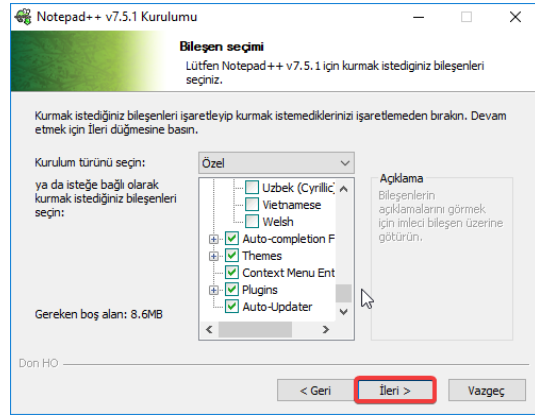 Notepad++ v7.5.1 Kurulumu
Bileşen seçimi
Lütfen Notepad++ v7.5.1 için kurmak istediginiz bileşenleri
seçiniz.
Kurmak istediğiniz bileşenleri işaretleyip kurmak istemediklerinizi işaretlemeden bırakın. Devam
etmek için İleri düğmesine basın.
Kurulum türünü seçin:
Özel
ya da isteğe bağlı olarak
kurmak istediğiniz bileşenleri
seçin:
Uzbek (Cyrillic)
Vietnamese
Welsh
Auto-completion F
Themes
Context Menu Ent
Plugins
Auto-Updater
Açıklama
Bileşenlerin
açıklamalarını görmek
için imleci bileşen üzerine
götürün.
Gereken boş alan: 8.6MB
Don HO
< Geri
İleri >
Vazgeç